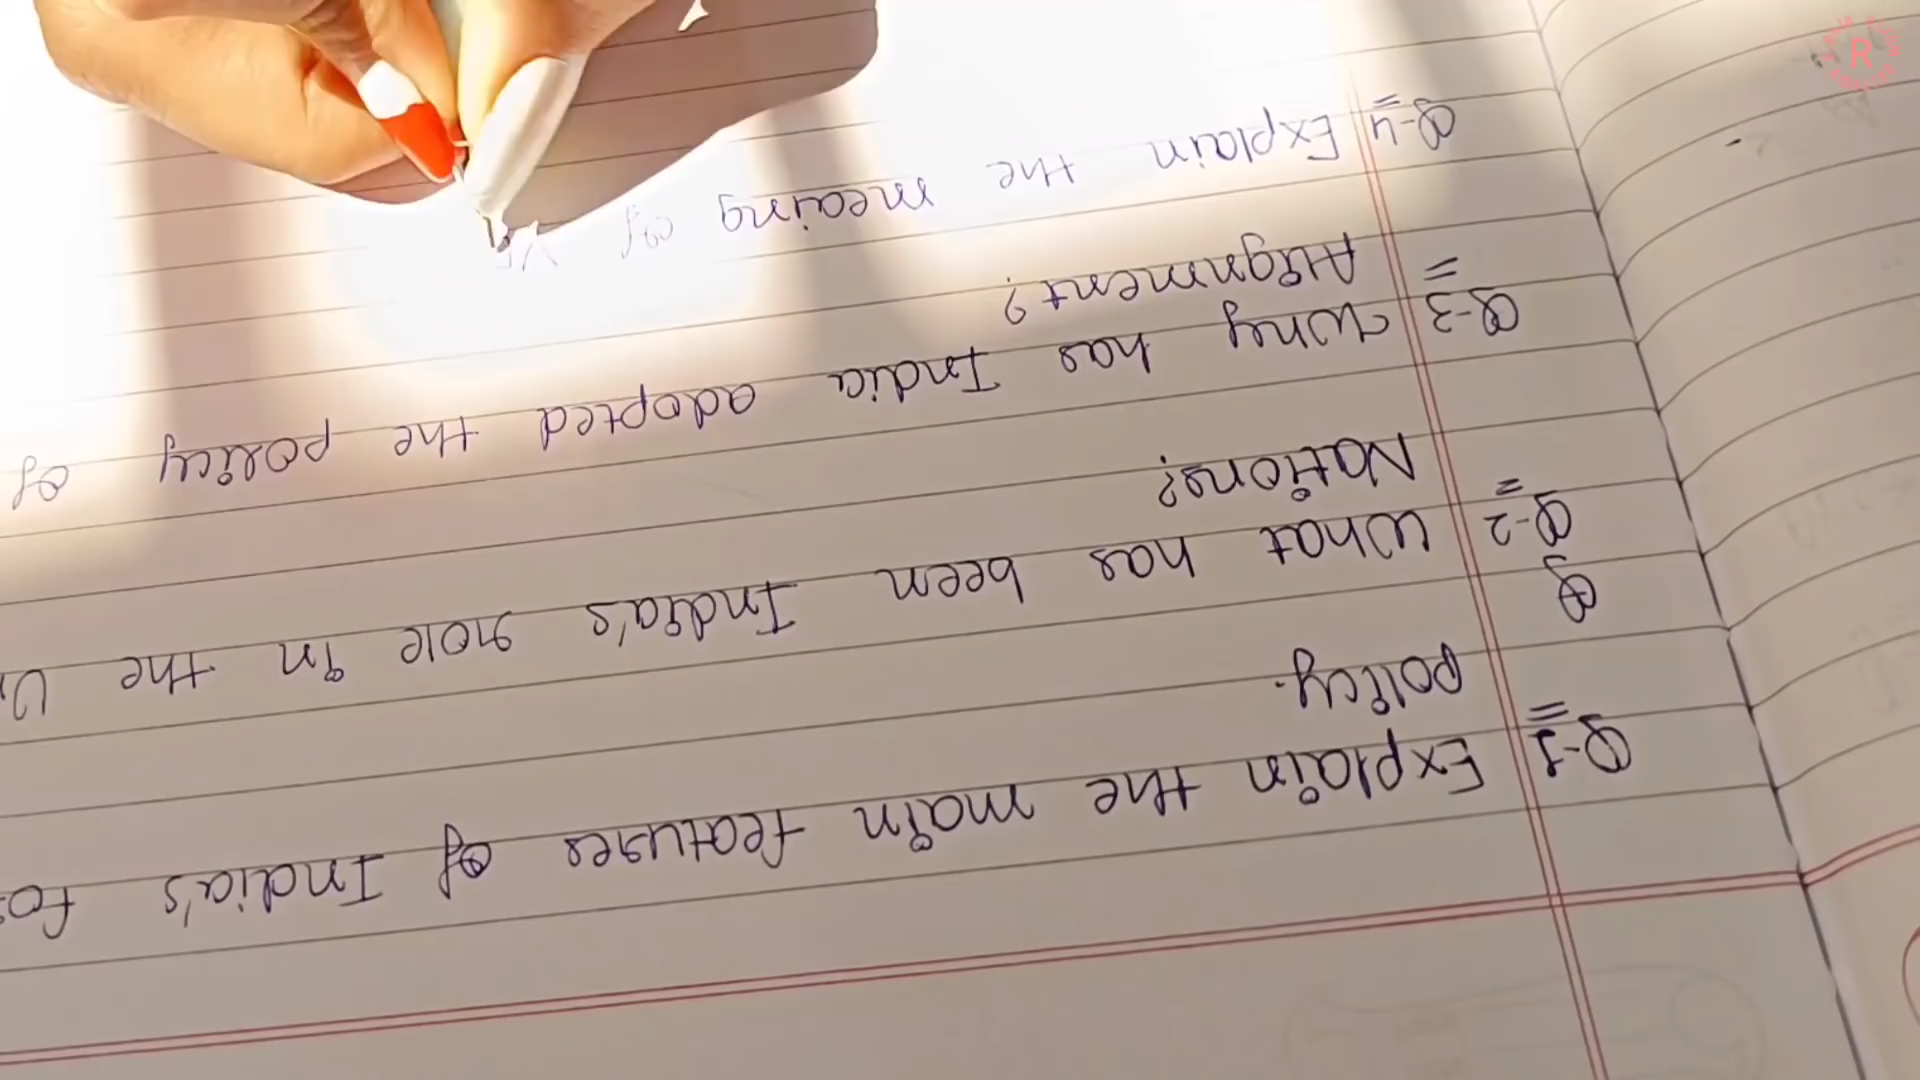 Q-1 Explain the main features of India's
policy.
Q
Q-2 What has been India's role in the
Nations?
Q-3 Why has India adopted the policy of
Alignment?
Q-4 Explain the meaing of
R